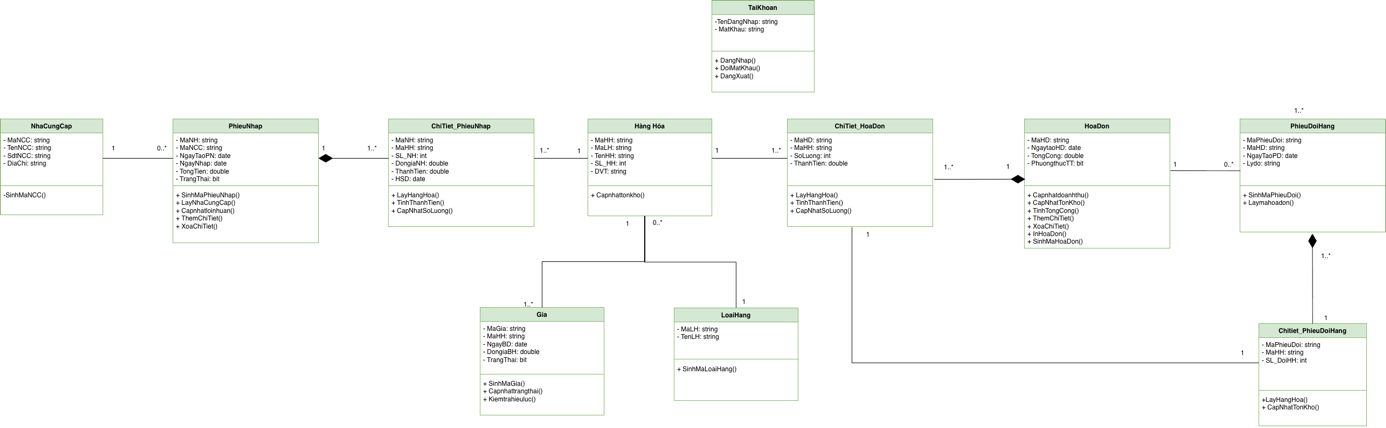 TaiKhoan
-TenDangNhap: string
- MatKhau: string
+ DangNhap()
+ DoiMatKhau()
+ DangXuat()
NhaCungCap
- MaNCC: string
- TenNCC: string
- SdtNCC: string
- DiaChi: string
-SinhMaNCC()
1
0..*
PhieuNhap
- MaNH: string
- MaNCC: string
- NgayTaoPN: date
- NgayNhap: date
- TongTien: double
- TrangThai: bit
+ SinhMaPhieuNhap()
+ LayNhaCungCap()
+ Capnhatloinhuan()
+ ThemChiTiet()
+ XoaChiTiet()
1
1..*
ChiTiet_PhieuNhap
- MaNH: string
- MaHH: string
- SL_NH: int
- DongiaNH: double
- ThanhTien: double
- HSD: date
+ LayHangHoa()
+ TinhThanhTien()
+ CapNhatSoLuong()
1..*
1
Hàng Hóa
- MaHH: string
- MaLH: string
- TenHH: string
- SL_HH: int
- DVT: string
+ Capnhattonkho()
1
1..*
ChiTiet_HoaDon
- MaHD: string
- MaHH: string
- SoLuong: int
- ThanhTien: double
+ LayHangHoa()
+ TinhThanhTien()
+ CapNhatSoLuong()
1..*
1
HoaDon
- MaHD: string
- NgaytaoHD: date
- TongCong: double
- PhuongthucTT: bit
+ Capnhatdoanhthu()
+ CapNhatTonKho()
+ TinhTongCong()
+ ThemChiTiet()
+ XoaChiTiet()
+ InHoaDon()
+ SinhMaHoaDon()
1
0..*
1..*
PhieuDoiHang
- MaPhieuDoi: string
- MaHD: string
- NgayTaoPD: date
- Lydo: string
+ SinhMaPhieuDoi()
+ Laymahoadon()
1
0..*
1
1..*
1..*
Gia
- MaGia: string
- MaHH: string
- NgayBD: date
- DongiaBH: double
- TrangThai: bit
+ SinhMaGia()
+ Capnhattrangthai()
+ Kiemtrahieuluc()
1
LoaiHang
- MaLH: string
- TenLH: string
+ SinhMaLoaiHang()
1
1
Chitiet_PhieuDoiHang
- MaPhieuDoi: string
- MaHH: string
- SL_DoiHH: int
+LayHangHoa()
+ CapNhatTonKho()